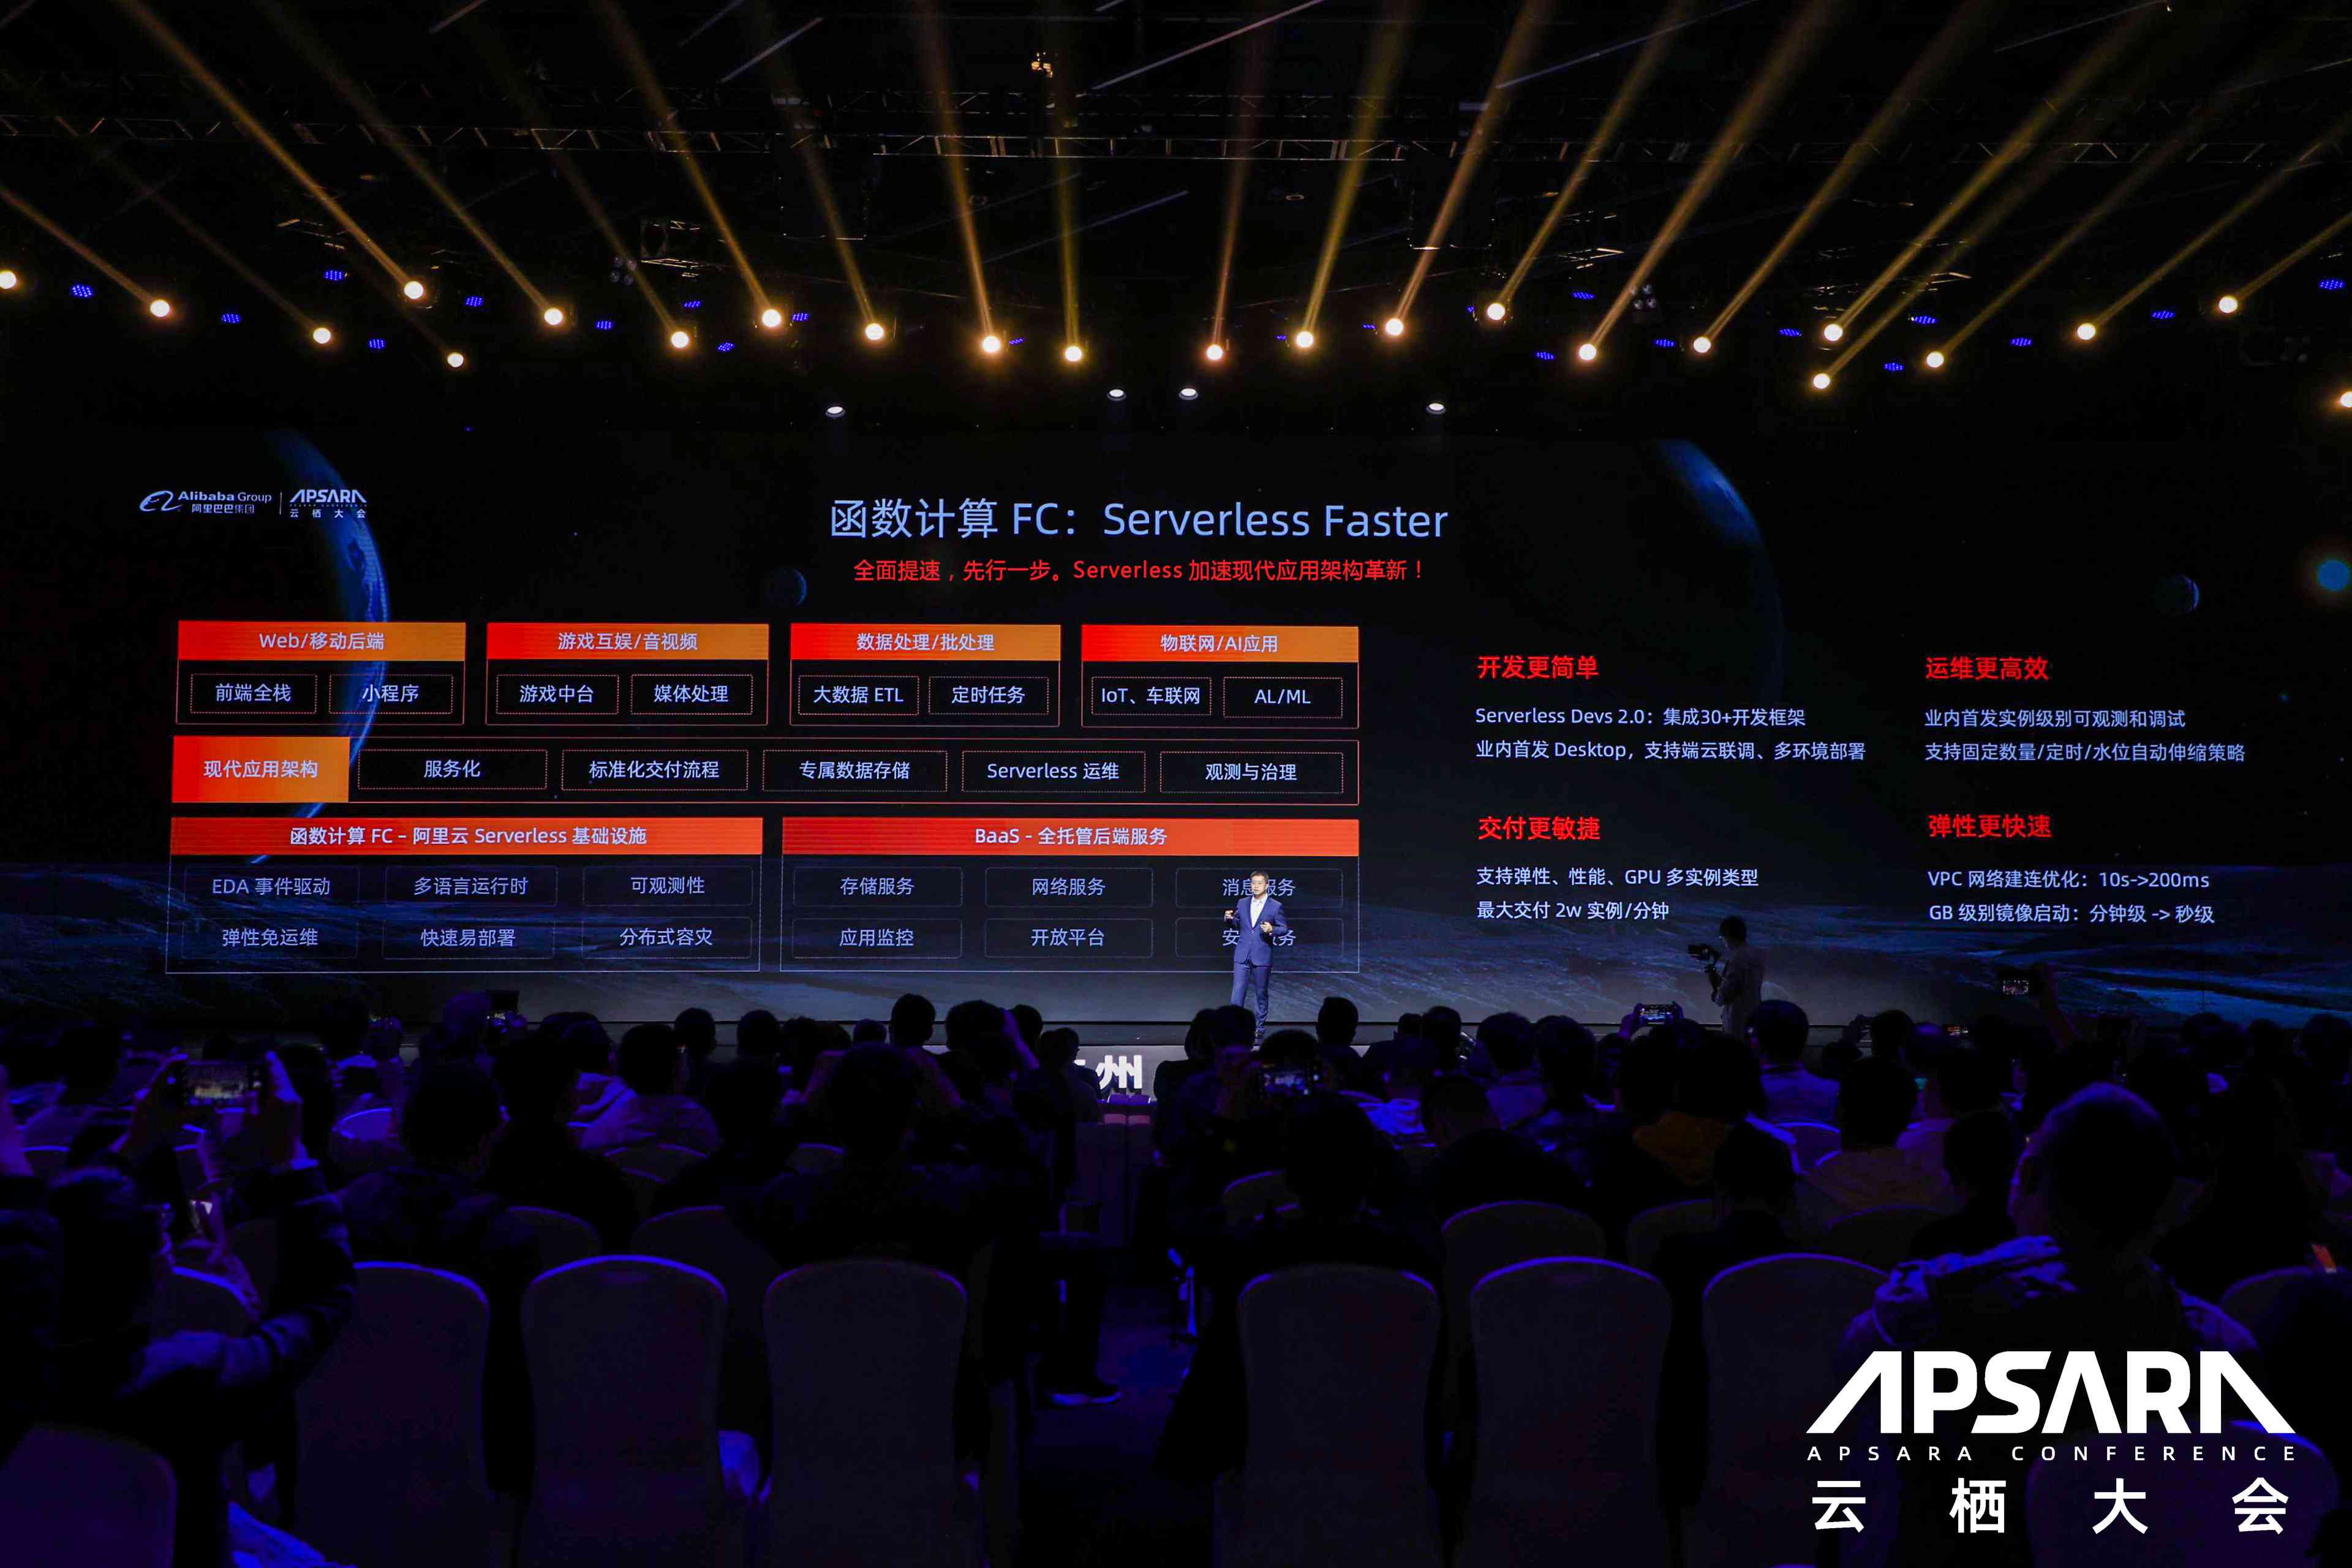 Alibaba Group
阿里巴巴集团
APSARA
云栖大会
函数计算 FC：Serverless Faster
全面提速，先行一步。Serverless 加速现代应用架构革新！
Web/移动后端
前端全栈
小程序
游戏互娱/音视频
游戏中台
媒体处理
数据处理/批处理
大数据 ETL
定时任务
物联网/AI应用
IoT、车联网
AL/ML
现代应用架构
服务化
标准化交付流程
专属数据存储
Serverless 运维
观测与治理
函数计算 FC – 阿里云 Serverless 基础设施
EDA 事件驱动
多语言运行时
可观测性
弹性免运维
快速易部署
分布式容灾
BaaS - 全托管后端服务
存储服务
网络服务
消息服务
应用监控
开放平台
安 务
开发更简单
Serverless Devs 2.0：集成30+开发框架
业内首发 Desktop，支持端云联调、多环境部署
运维更高效
业内首发实例级别可观测和调试
支持固定数量/定时/水位自动伸缩策略
交付更敏捷
支持弹性、性能、GPU 多实例类型
最大交付 2w 实例/分钟
弹性更快速
VPC 网络建连优化：10s->200ms
GB 级别镜像启动：分钟级 -> 秒级
州
APSARA
APSARA CONFERENCE
云栖大会